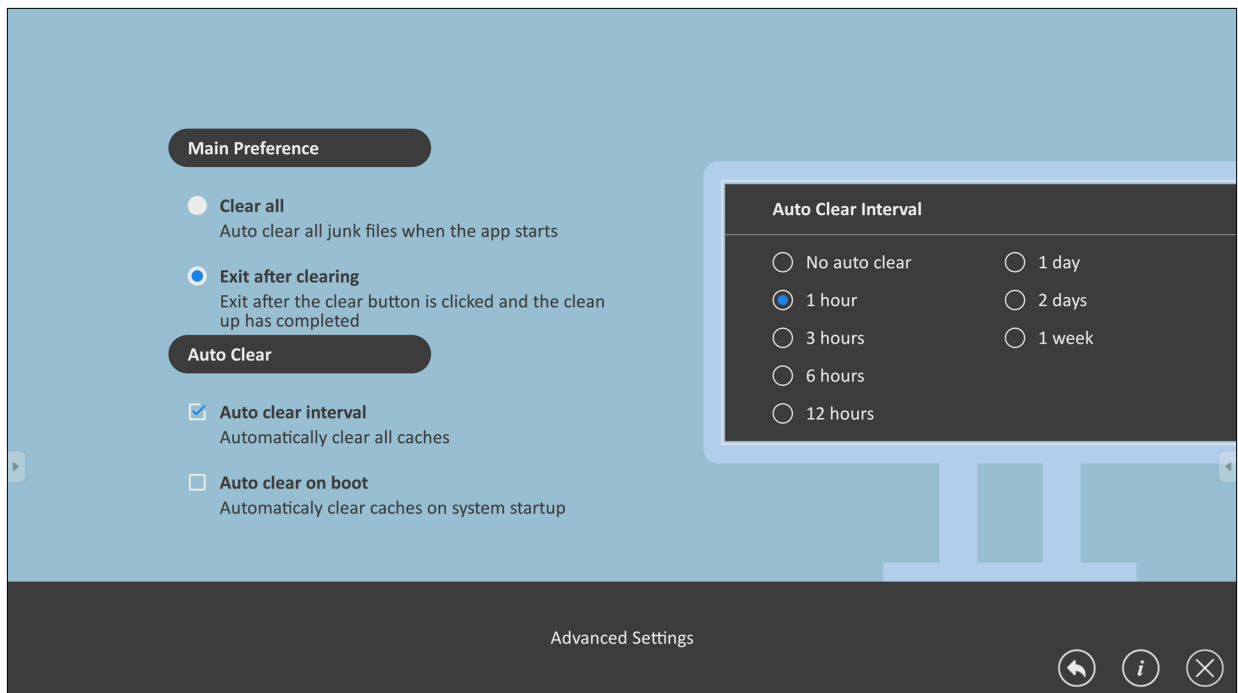 Main Preference
Clear all
Auto clear all junk files when the app starts
Exit after clearing
Exit after the clear button is clicked and the clean
up has completed
Auto Clear
Auto clear interval
Automatically clear all caches
Auto clear on boot
Automaticaly clear caches on system startup
Auto Clear Interval
No auto clear
1 hour
3 hours
6 hours
12 hours
1 day
2 days
1 week
Advanced Settings
i